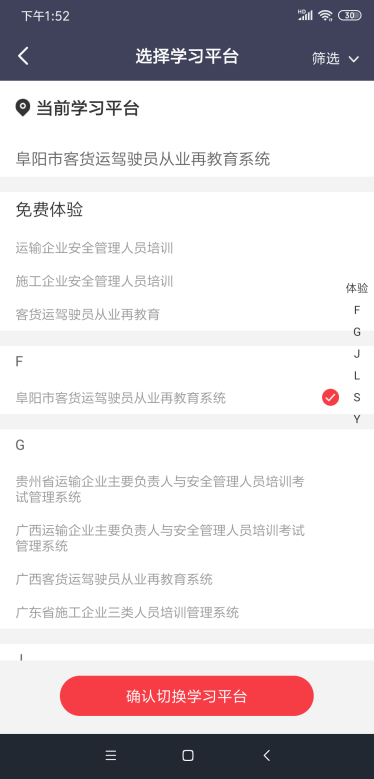 下午1:52
HD
30
选择学习平台
筛选
当前学习平台
阜阳市客货运驾驶员从业再教育系统
免费体验
运输企业安全管理人员培训
施工企业安全管理人员培训
客货运驾驶员从业再教育
体验
F
G
J
L
S
Y
F
阜阳市客货运驾驶员从业再教育系统
G
贵州省运输企业主要负责人与安全管理人员培训考
试管理系统
广西运输企业主要负责人与安全管理人员培训考试
管理系统
广西客货运驾驶员从业再教育系统
广东省施工企业三类人员培训管理系统
确认切换学习平台